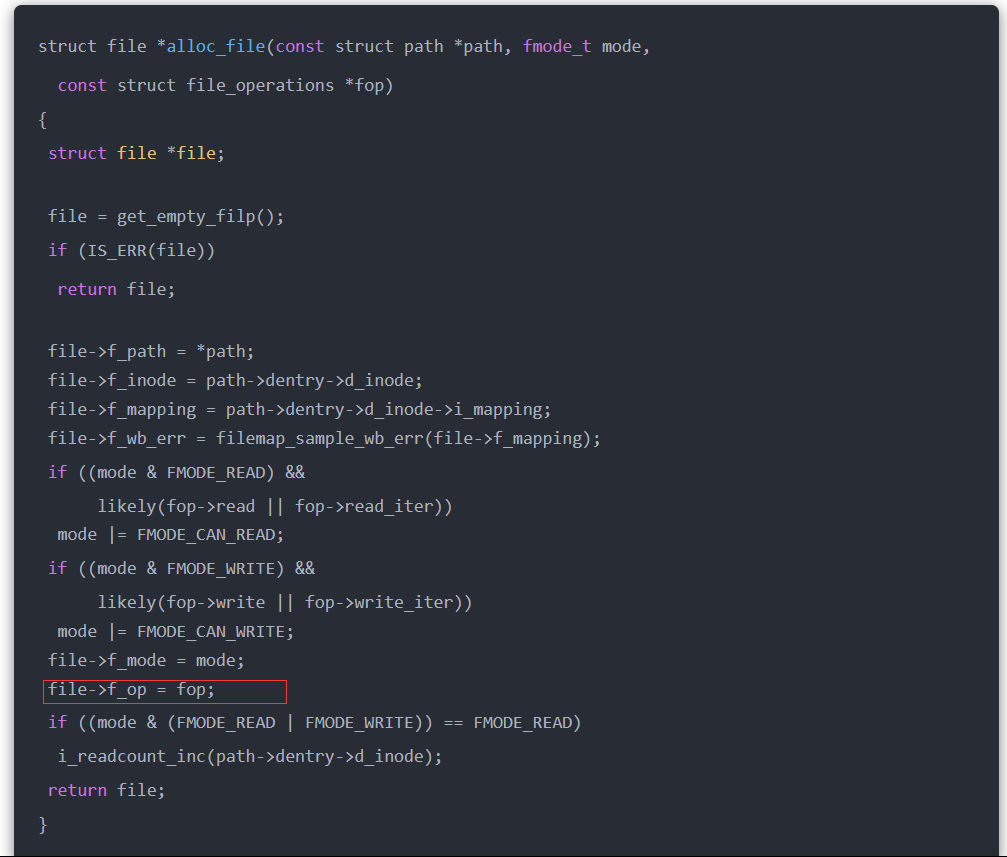 struct file *alloc_file(const struct path *path, fmode_t mode,
const struct file_operations *fop)
{
struct file *file;
file = get_empty_filp();
if (IS_ERR(file))
return file;
file->f_path = *path;
file->f_inode = path->dentry->d_inode;
file->f_mapping = path->dentry->d_inode->i_mapping;
file->f_wb_err = filemap_sample_wb_err(file->f_mapping);
if ((mode & FMODE_READ) &&
likely(fop->read || fop->read_iter))
mode |= FMODE_CAN_READ;
if ((mode & FMODE_WRITE) &&
likely(fop->write || fop->write_iter))
mode |= FMODE_CAN_WRITE;
file->f_mode = mode;
file->f_op = fop;
if ((mode & (FMODE_READ | FMODE_WRITE)) == FMODE_READ)
i_readcount_inc(path->dentry->d_inode);
return file;
}